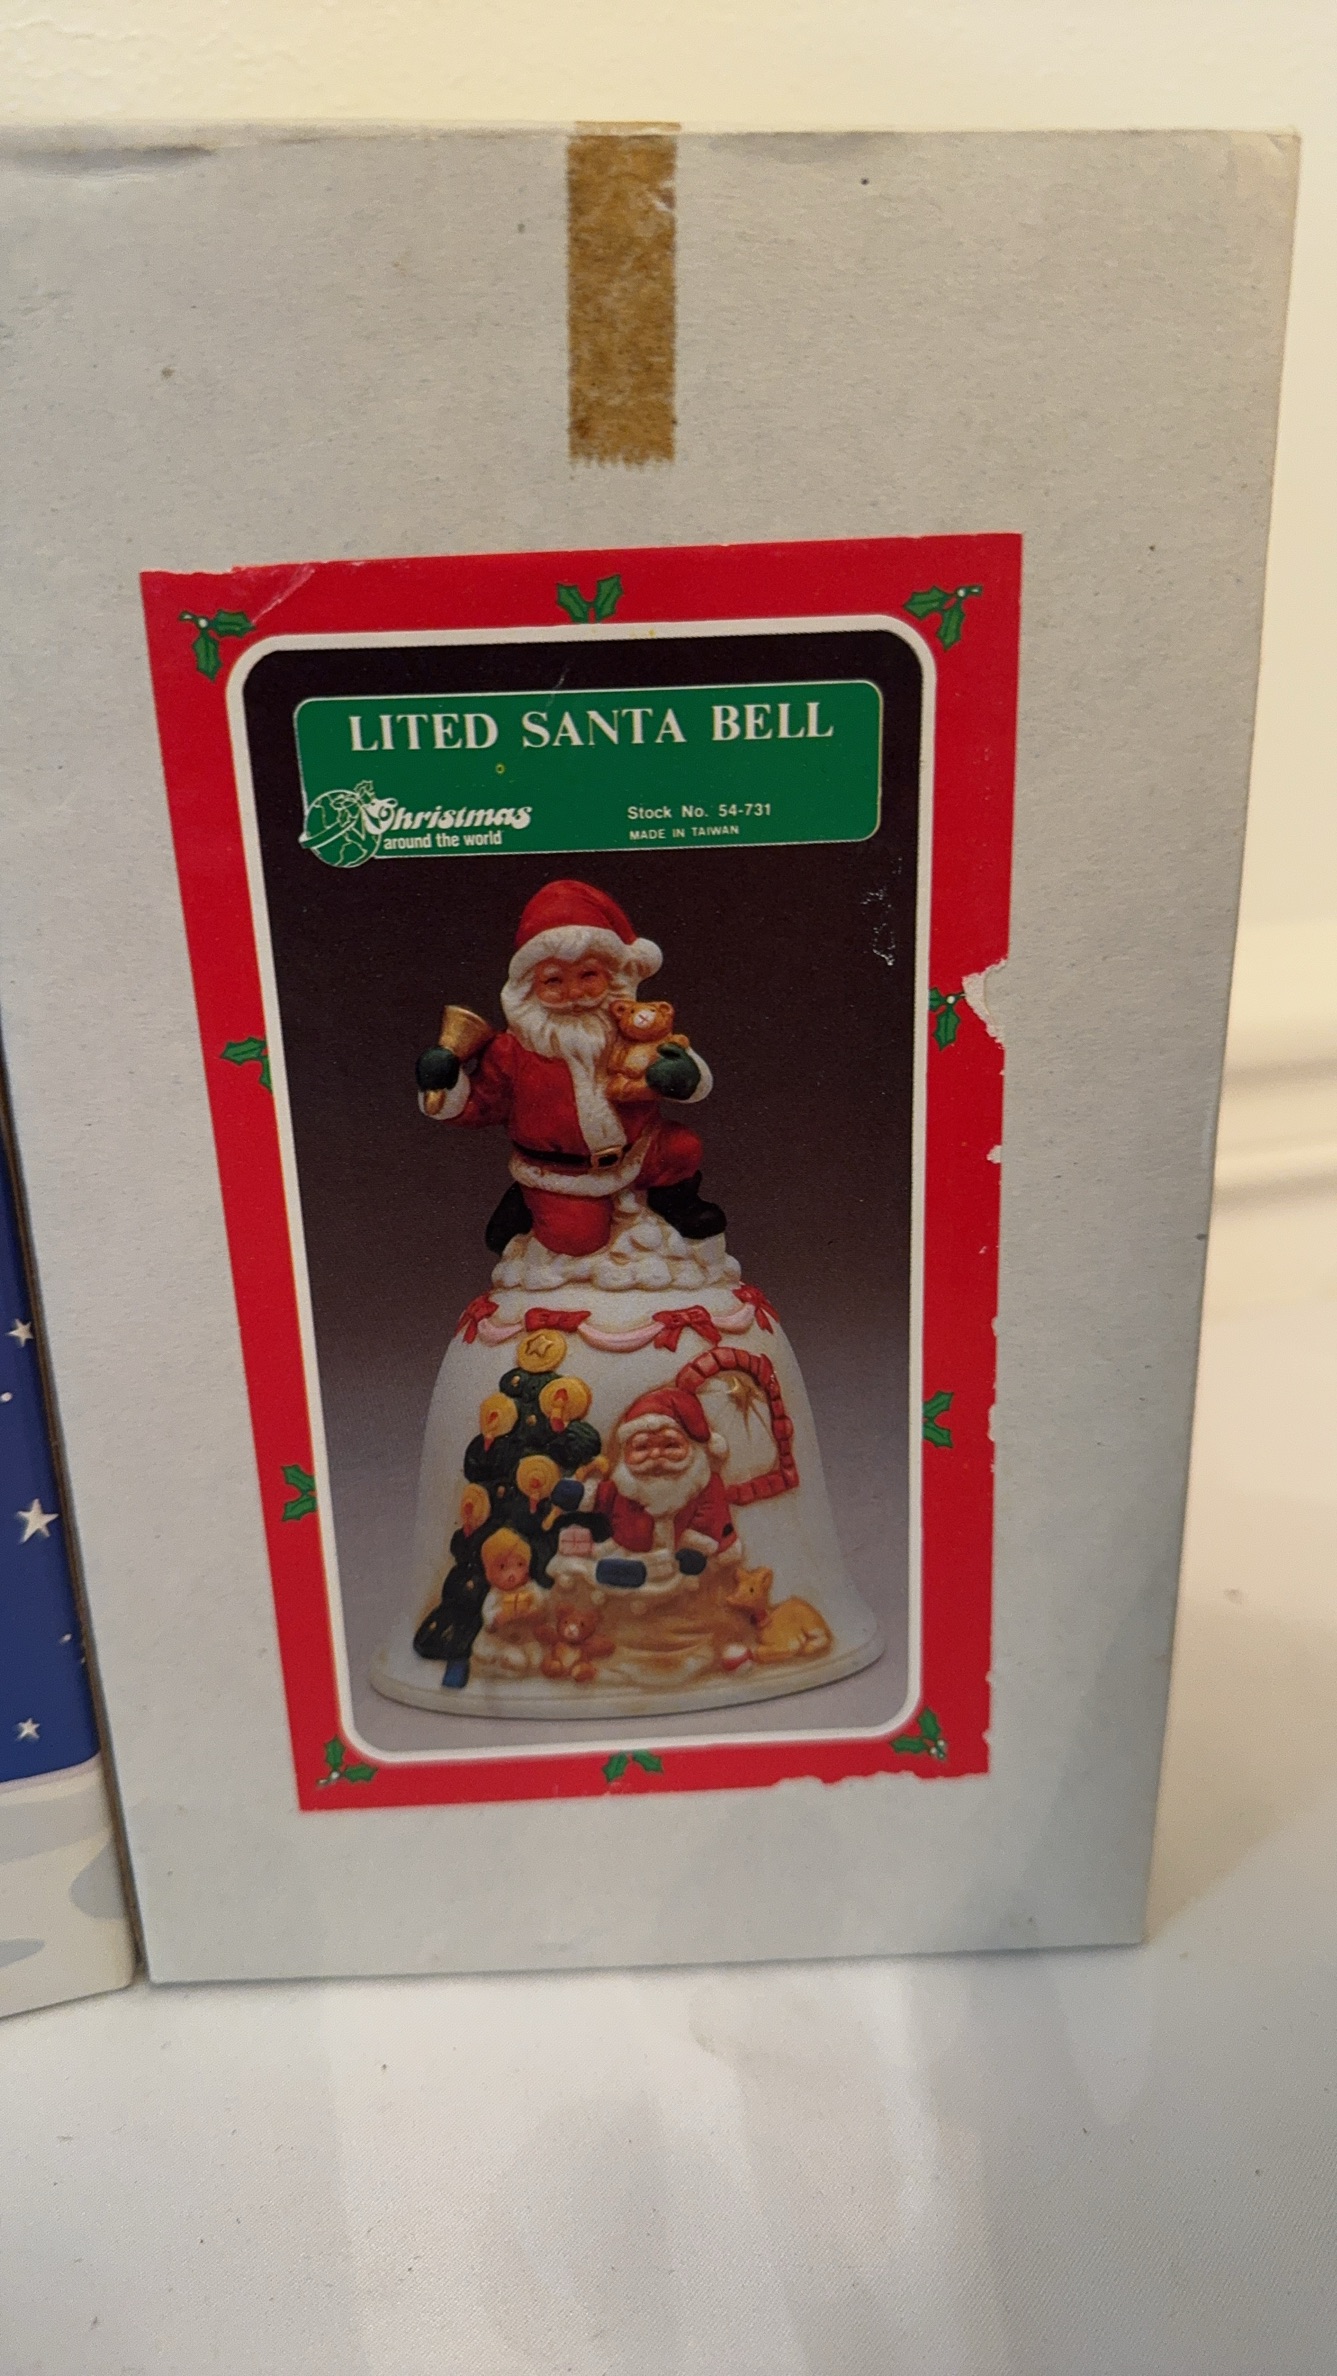 LITED SANTA BELL
Christmas
around the world
Stock No. 54-731
MADE IN TAIWAN